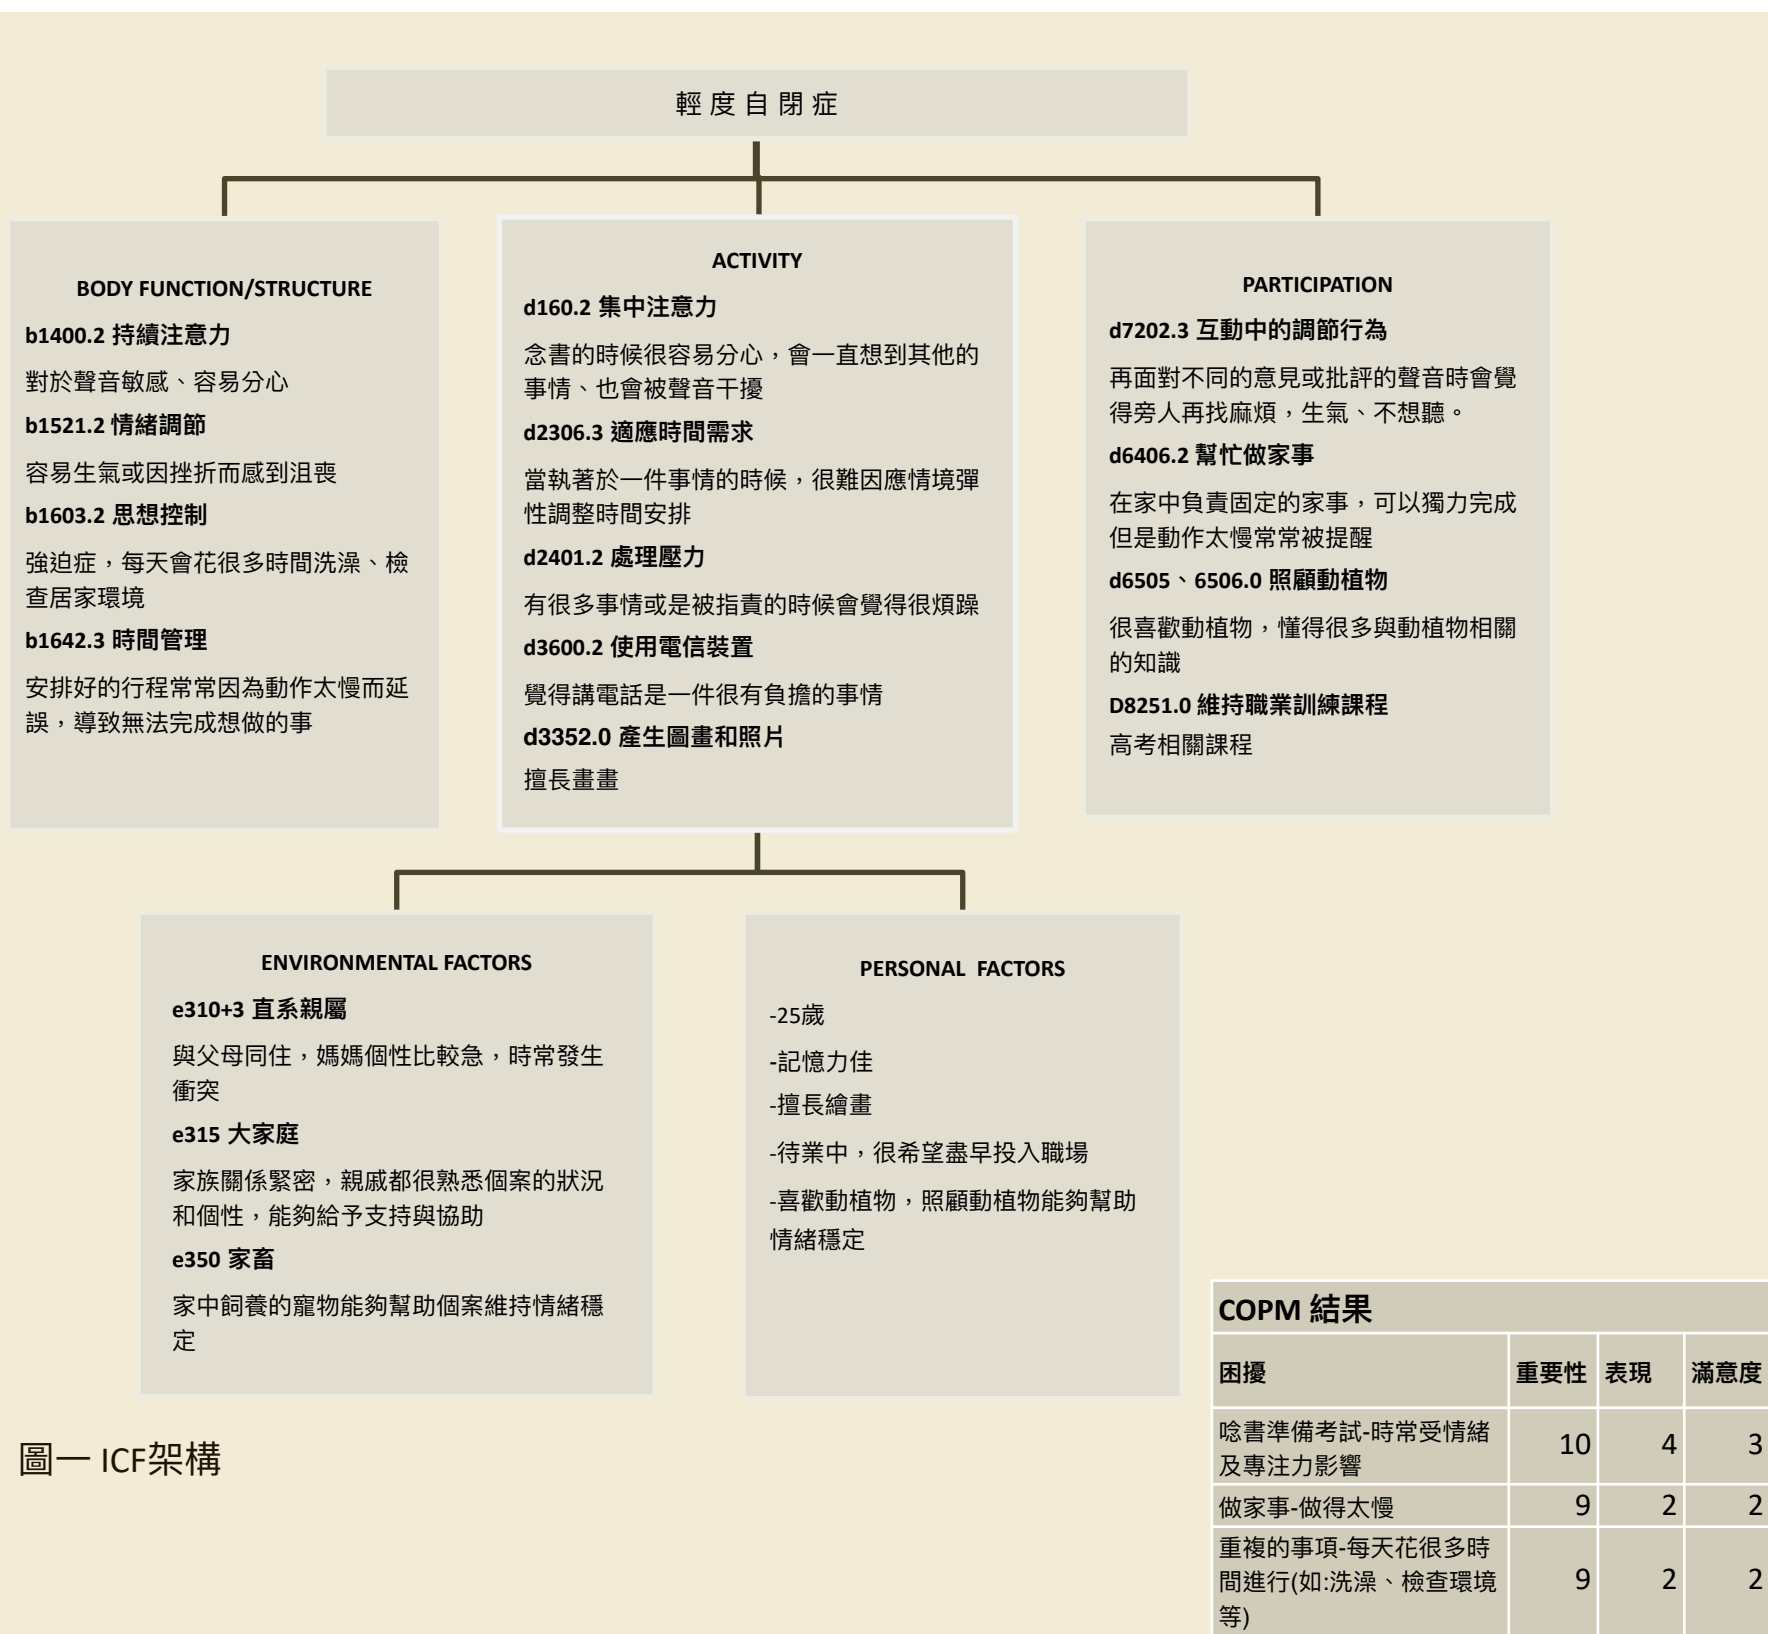 輕度自閉症
BODY FUNCTION/STRUCTURE
b1400.2 持續注意力
對於聲音敏感、容易分心
b1521.2 情緒調節
容易生氣或因挫折而感到沮喪
b1603.2 思想控制
強迫症，每天會花很多時間洗澡、檢
查居家環境
b1642.3 時間管理
安排好的行程常常因為動作太慢而延
誤，導致無法完成想做的事
ACTIVITY
d160.2 集中注意力
念書的時候很容易分心，會一直想到其他的
事情、也會被聲音干擾
d2306.3 適應時間需求
當執著於一件事情的時候，很難因應情境彈
性調整時間安排
d2401.2 處理壓力
有很多事情或是被指責的時候會覺得很煩躁
d3600.2 使用電信裝置
覺得講電話是一件很有負擔的事情
d3352.0 產生圖畫和照片
擅長畫畫
PARTICIPATION
d7202.3 互動中的調節行為
再面對不同的意見或批評的聲音時會覺
得旁人再找麻煩，生氣、不想聽。
d6406.2 幫忙做家事
在家中負責固定的家事，可以獨力完成
但是動作太慢常常被提醒
d6505、6506.0 照顧動植物
很喜歡動植物，懂得很多與動植物相關
的知識
D8251.0 維持職業訓練課程
高考相關課程
ENVIRONMENTAL FACTORS
e310+3 直系親屬
與父母同住，媽媽個性比較急，時常發生
衝突
e315 大家庭
家族關係緊密，親戚都很熟悉個案的狀況
和個性，能夠給予支持與協助
e350 家畜
家中飼養的寵物能夠幫助個案維持情緒穩
定
PERSONAL FACTORS
-25歲
-記憶力佳
-擅長繪畫
-待業中，很希望盡早投入職場
-喜歡動植物，照顧動植物能夠幫助
情緒穩定
圖一 ICF架構
COPM 結果
困擾 重要性 表現 滿意度
唸書準備考試-時常受情緒
及專注力影響 10 4 3
做家事-做得太慢 9 2 2
重複的事項-每天花很多時
間進行(如:洗澡、檢查環境 9 2 2
等)